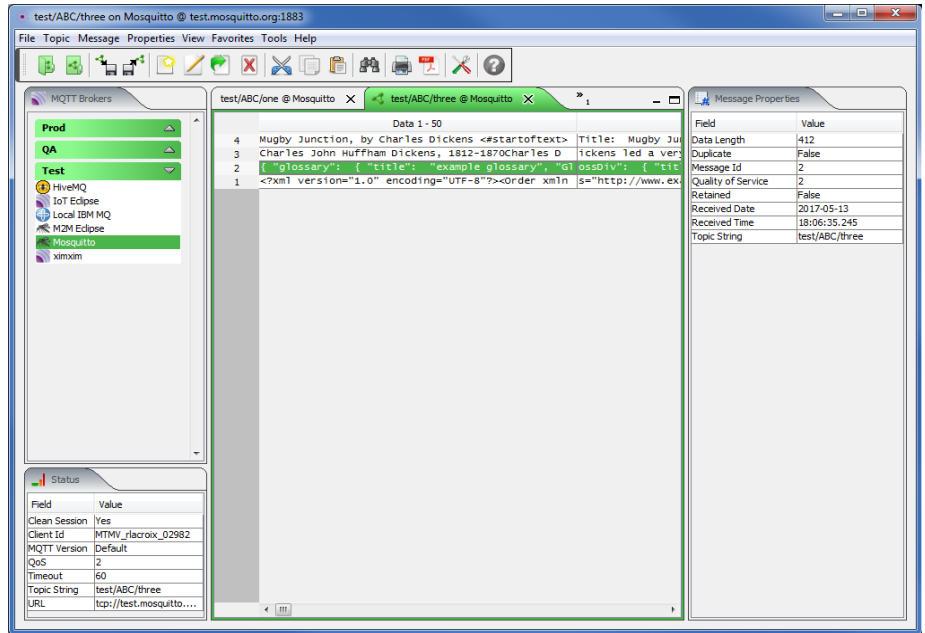 test/ABC/three on Mosquitto @ test.mosquitto.org:1883
File Topic Message Properties View Favorites Tools Help
MQTT Brokers
Prod
QA
Test
HiveMQ
IoT Eclipse
Local IBM MQ
M2M Eclipse
Mosquitto
ximxim
Status
Field Value
Clean Session Yes
Client Id MTMV_rlacroix_02982
MQTT Version Default
QoS 2
Timeout 60
Topic String test/ABC/three
URL tcp://test.mosquitto....
test/ABC/one @ Mosquitto X test/ABC/three @ Mosquitto X »1
Data 1 - 50
4 Mugby Junction, by Charles Dickens <#startoftext> Title: Mugby Ju
3 Charles John Huffham Dickens, 1812-1870Charles D ickens led a very
2 { "glossary": { "title": "example glossary", "Gl ossDiv": { "tit
1 <?xml version="1.0" encoding="UTF-8"?><Order xmln s="http://www.ex
Message Properties
Field Value
Data Length 412
Duplicate False
Message Id 2
Quality of Service 2
Retained False
Received Date 2017-05-13
Received Time 18:06:35.245
Topic String test/ABC/three